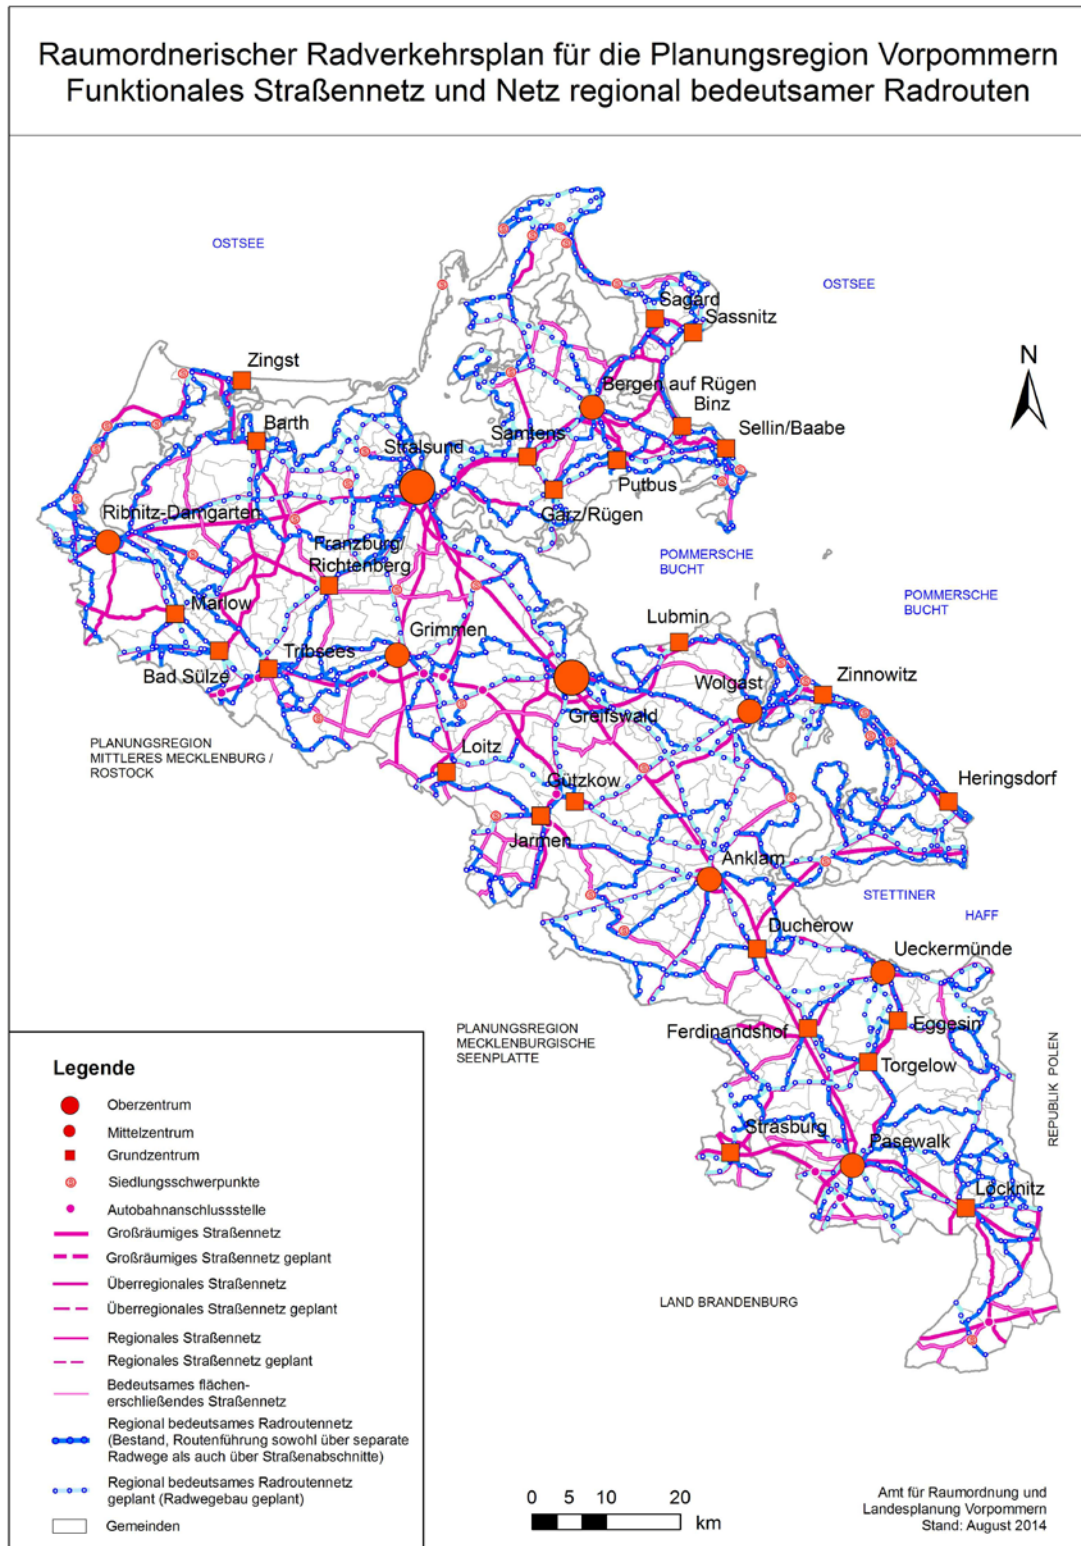 Raumordnerischer Radverkehrsplan für die Planungsregion Vorpommern
Funktionales Straßennetz und Netz regional bedeutsamer Radrouten
OSTSEE
OSTSEE
Sagard
Sassnitz
N
Zingst
Bergen auf Rügen
Binz
Barth
Sellin/Baabe
Samtens
Stralsund
Putbus
Garz/Rügen
Ribnitz-Damgarten
Franzburg/
Richtenberg
POMMERSCHE
BUCHT
POMMERSCHE
BUCHT
Marlow
Lubmin
Grimmen
Tribsees
Bad Sülze
Wolgast
Zinnowitz
Greifswald
PLANUNGSREGION
MITTLERES MECKLENBURG /
ROSTOCK
Loitz
Gützkow
Heringsdorf
Jarmen
Anklam
STETTINER
HAFF
Ducherow
Ueckermünde
PLANUNGSREGION
MECKLENBURGISCHE
SEENPLATTE
Ferdinandshof
Eggesin
Torgelow
REPUBLIK POLEN
Strasburg
Pasewalk
Löcknitz
LAND BRANDENBURG
Legende
Oberzentrum
Mittelzentrum
Grundzentrum
Siedlungsschwerpunkte
Autobahnanschlussstelle
Großräumiges Straßennetz
Großräumiges Straßennetz geplant
Überregionales Straßennetz
Überregionales Straßennetz geplant
Regionales Straßennetz
Regionales Straßennetz geplant
Bedeutsames flächen-
erschließendes Straßennetz
Regional bedeutsames Radroutennetz
(Bestand, Routenführung sowohl über separate
Radwege als auch über Straßenabschnitte)
Regional bedeutsames Radroutennetz
geplant (Radwegebau geplant)
Gemeinden
0 5 10 20
km
Amt für Raumordnung und
Landesplanung Vorpommern
Stand: August 2014